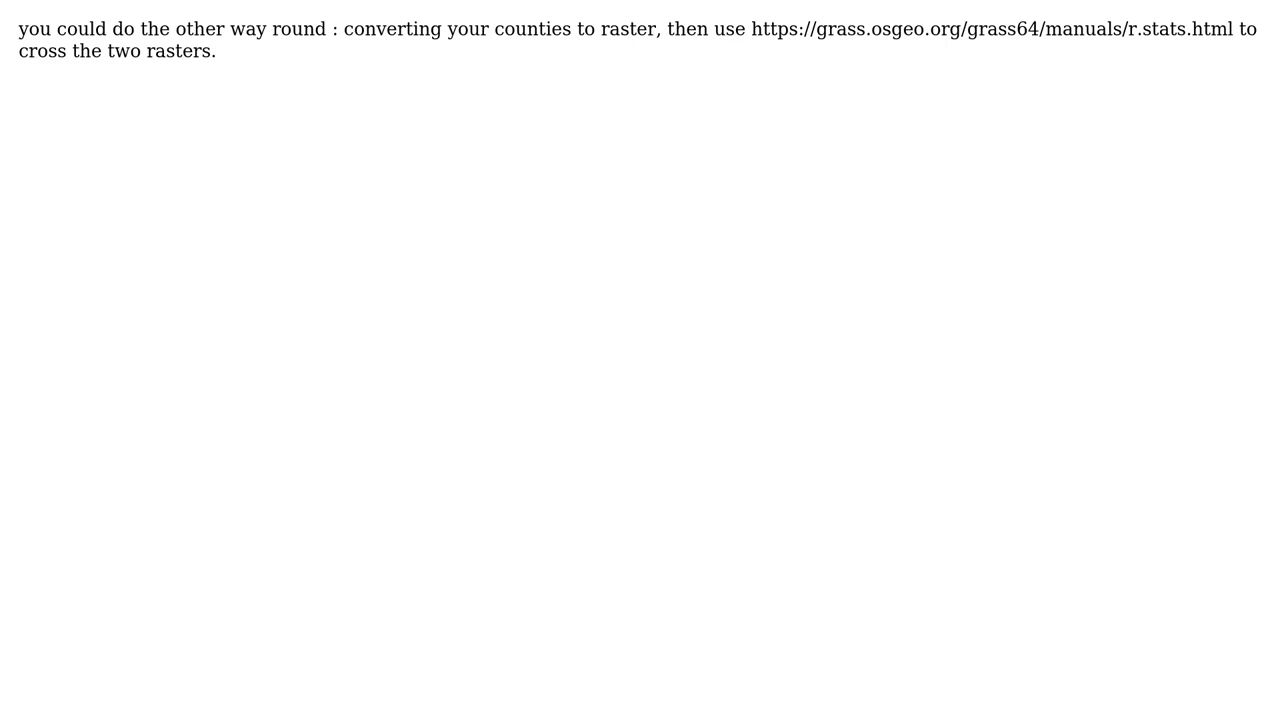 you could do the other way round : converting your counties to raster, then use https://grass.osgeo.org/grass64/manuals/r.stats.html to
cross the two rasters.